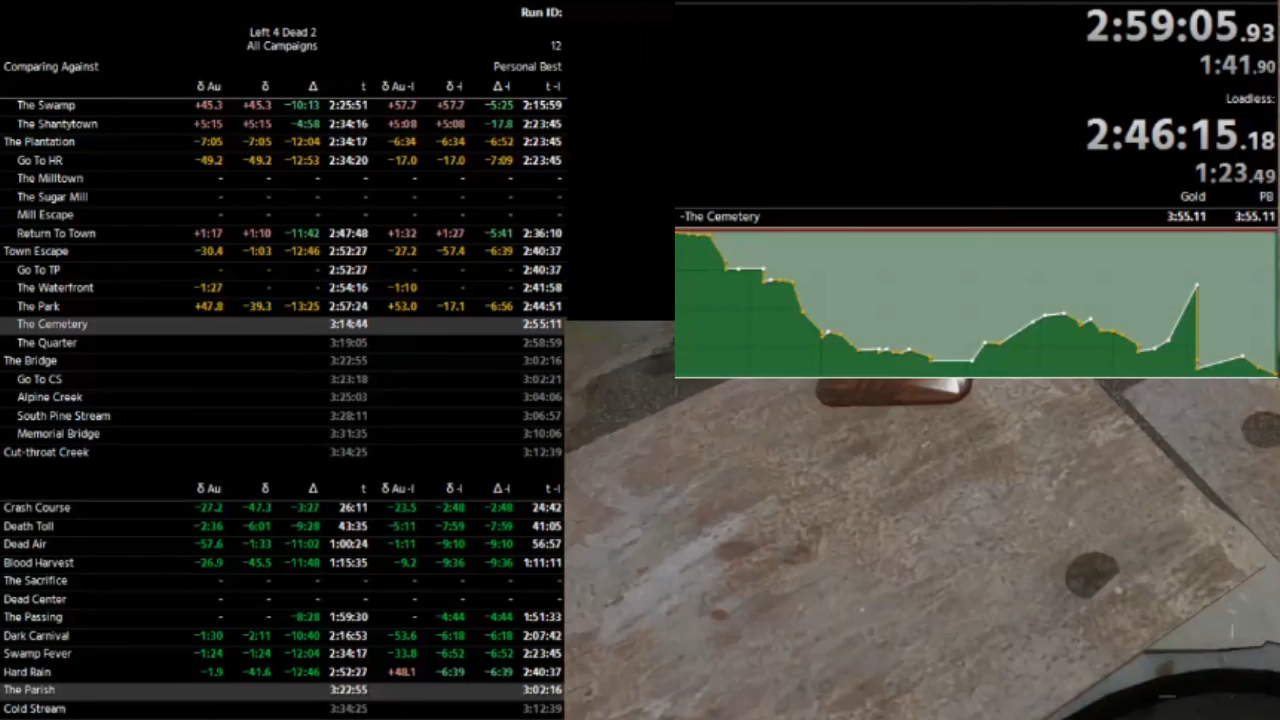 Run ID:
Left 4 Dead 2
All Campaigns 12
Comparing Against Personal Best
δ Au δ Δ t δ Au-I δ-I Δ-I t-I
The Swamp +45.3 +45.3 −10:13 2:25:51 +57.7 +57.7 −5:25 2:15:59
The Shantytown +5:15 +5:15 −4:58 2:34:16 +5:08 +5:08 −17.8 2:23:45
The Plantation −7:05 −7:05 −12:04 2:34:17 −6:34 −6:34 −6:52 2:23:45
Go To HR −49.2 −49.2 −12:53 2:34:20 −17.0 −17.0 −7:09 2:23:45
The Milltown - - - - - - - -
The Sugar Mill - - - - - - - -
Mill Escape - - - - - - - -
Return To Town +1:17 +1:10 −11:42 2:47:48 +1:32 +1:27 −5:41 2:36:10
Town Escape −30.4 −1:03 −12:46 2:52:27 −27.2 −57.4 −6:39 2:40:37
Go To TP - - - 2:52:27 - - - 2:40:37
The Waterfront −1:27 - - 2:54:16 −1:10 - - 2:41:58
The Park +47.8 −39.3 −13:25 2:57:24 +53.0 −17.1 −6:56 2:44:51
The Cemetery 3:14:44 2:55:11
The Quarter 3:19:05 2:58:59
The Bridge 3:22:55 3:02:16
Go To CS 3:23:18 3:02:21
Alpine Creek 3:25:03 3:04:06
South Pine Stream 3:28:11 3:06:57
Memorial Bridge 3:31:35 3:10:06
Cut-throat Creek 3:34:25 3:12:39
δ Au δ Δ t δ Au-I δ-I Δ-I t-I
Crash Course −27.2 −47.3 −3:27 26:11 −23.5 −2:48 −2:48 24:42
Death Toll −2:36 −6:01 −9:28 43:35 −5:11 −7:59 −7:59 41:05
Dead Air −57.6 −1:33 −11:02 1:00:24 −1:11 −9:10 −9:10 56:57
Blood Harvest −26.9 −45.5 −11:48 1:15:35 −9.2 −9:36 −9:36 1:11:11
The Sacrifice - - - - - - - -
Dead Center - - - - - - - -
The Passing - - −8:28 1:59:30 - −4:44 −4:44 1:51:33
Dark Carnival −1:30 −2:11 −10:40 2:16:53 −53.6 −6:18 −6:18 2:07:42
Swamp Fever −1:24 −1:24 −12:04 2:34:17 −33.8 −6:52 −6:52 2:23:45
Hard Rain −1.9 −41.6 −12:46 2:52:27 +48.1 −6:39 −6:39 2:40:37
The Parish 3:22:55 3:02:16
Cold Stream 3:34:25 3:12:39
2:59:05.93
1:41.90
Loadless:
2:46:15.18
1:23.49
Gold PB
-The Cemetery 3:55.11 3:55.11